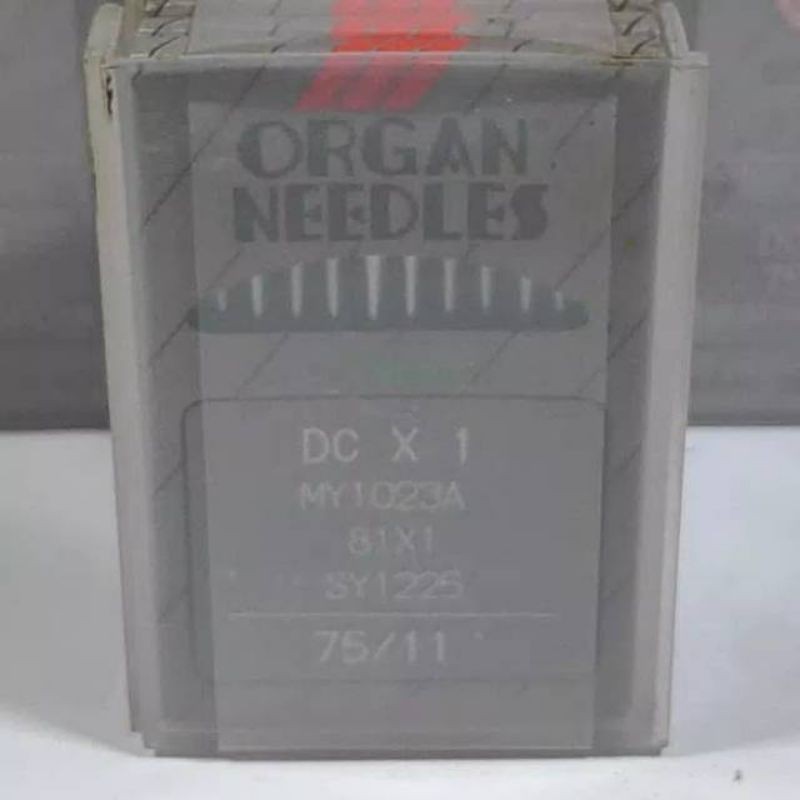 ORGAN
NEEDLES
DC X 1
MY1023A
81X1
SY1225
75/11